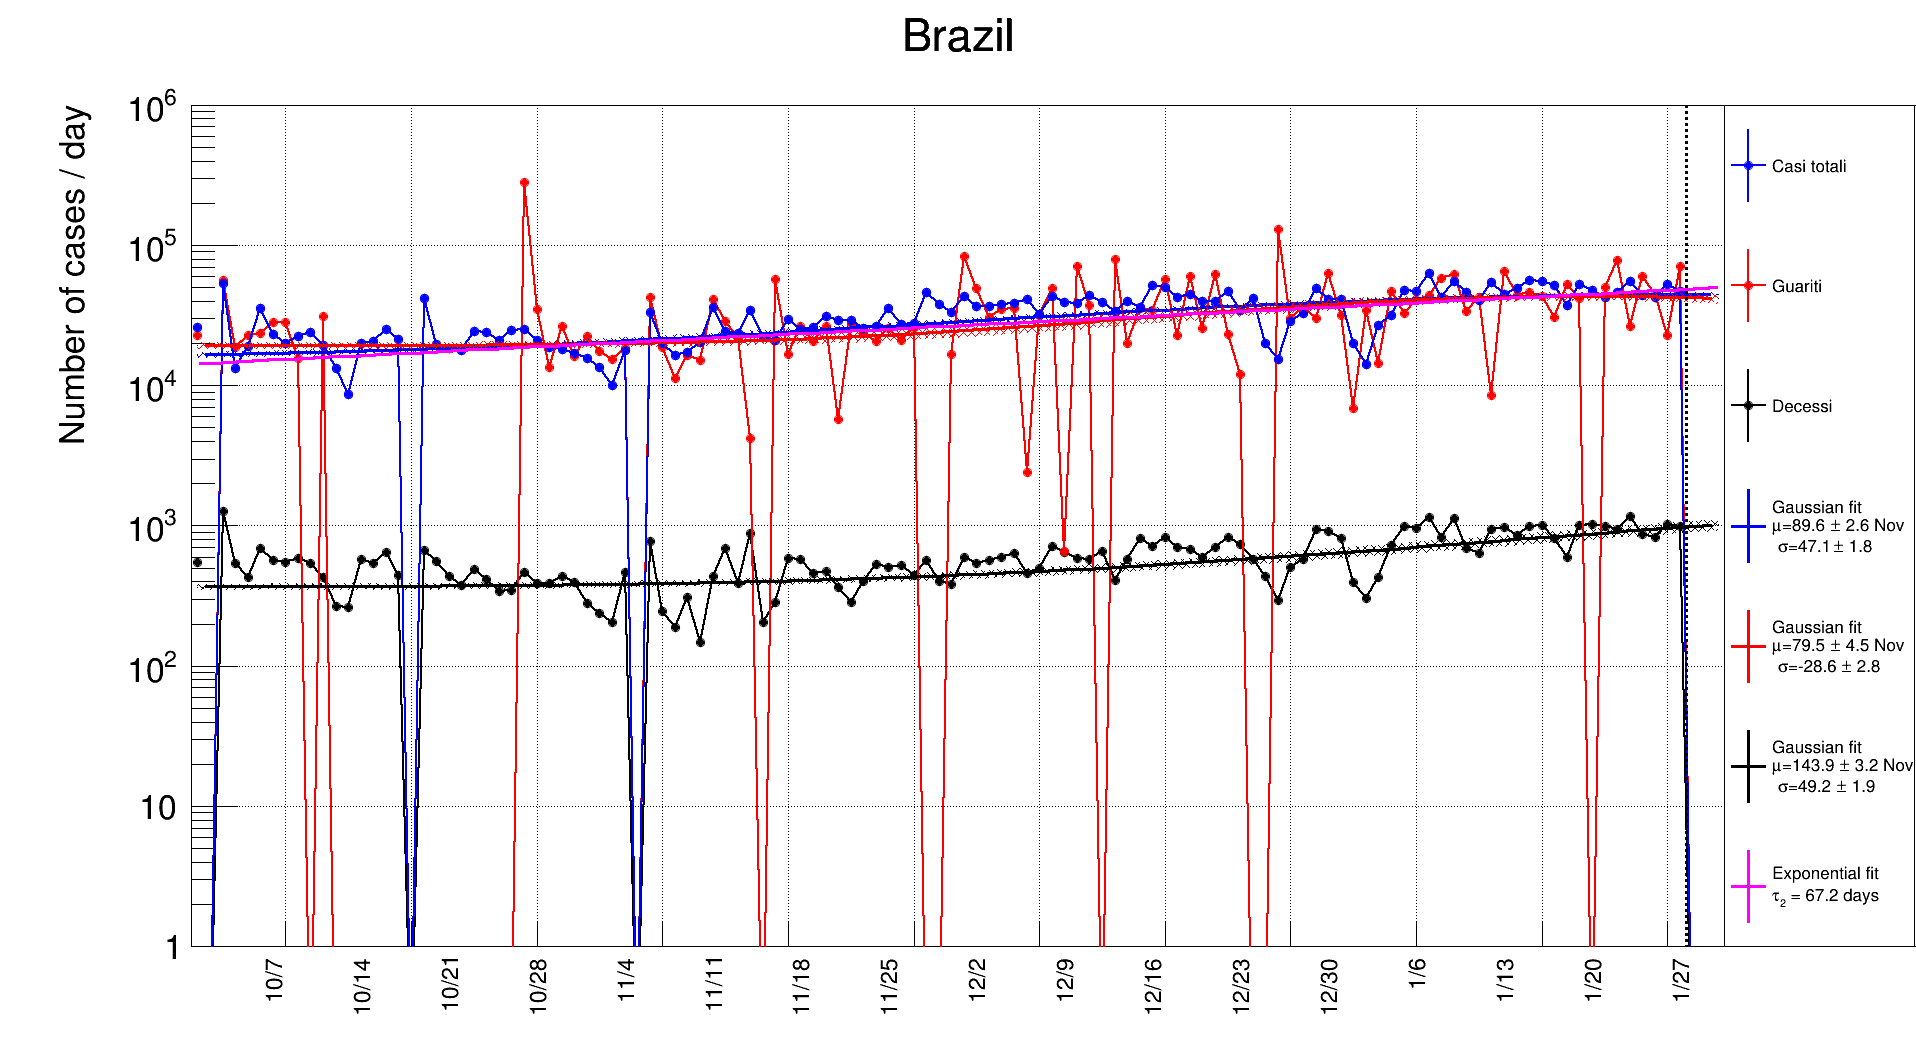 Brazil
Number of cases / day
10^6
10^5
10^4
10^3
10^2
10
1
10/7
10/14
10/21
10/28
11/4
11/11
11/18
11/25
12/2
12/9
12/16
12/23
12/30
1/6
1/13
1/20
1/27
Casi totali
Guariti
Decessi
Gaussian fit
μ=89.6 ± 2.6 Nov
σ=47.1 ± 1.8
Gaussian fit
μ=79.5 ± 4.5 Nov
σ=-28.6 ± 2.8
Gaussian fit
μ=143.9 ± 3.2 Nov
σ=49.2 ± 1.9
Exponential fit
τ₂ = 67.2 days